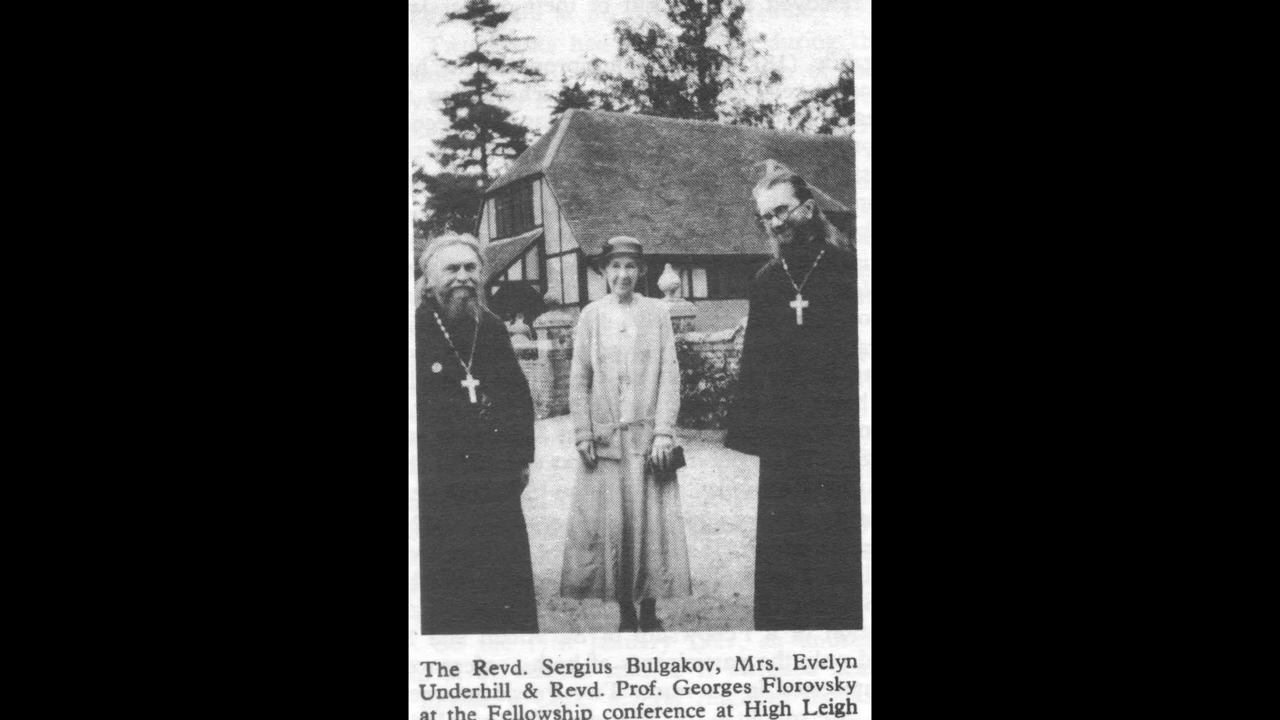 The Revd. Sergius Bulgakov, Mrs. Evelyn
Underhill & Revd. Prof. Georges Florovsky
at the Fellowship conference at High Leigh